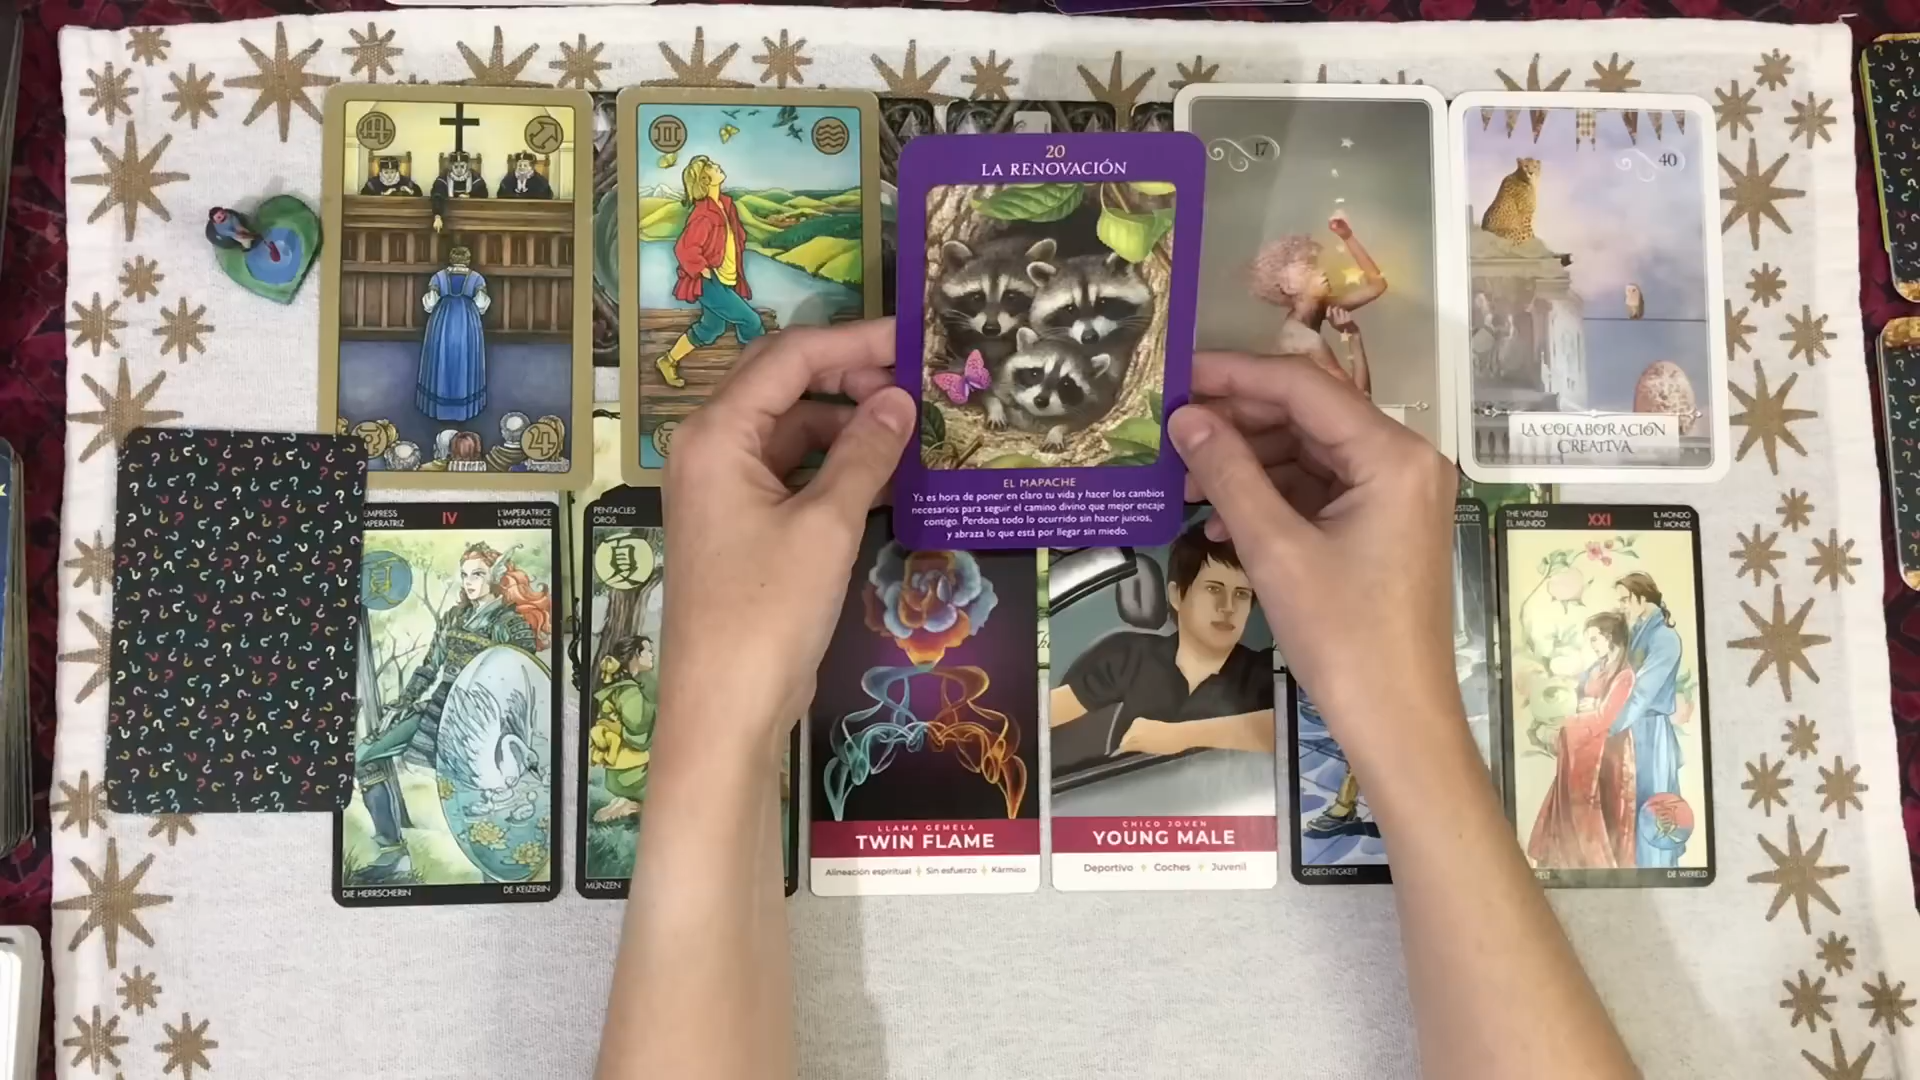 20
LA RENOVACIÓN
EL MAPACHE
Ya es hora de poner en claro tu vida y hacer los cambios
necesarios para seguir el camino divino que mejor encaje
contigo. Perdona todo lo ocurrido sin hacer juicios,
y abraza lo que está por llegar sin miedo.
17
40
LA COLABORACIÓN
CREATIVA
EMPRESS
IMPERATRIZ
IV
L'IMPERATRICE
L'IMPÉRATRICE
夏
DIE HERRSCHERIN
DE KEIZERIN
PENTACLES
OROS
夏
MÜNZEN
LLAMA GEMELA
TWIN FLAME
Alineación espiritual Sin esfuerzo Kármico
CHICO JOVEN
YOUNG MALE
Deportivo Coches Juvenil
JUSTICE
GERECHTIGKEIT
THE WORLD
EL MUNDO
XXI
IL MONDO
LE MONDE
DE WERELD